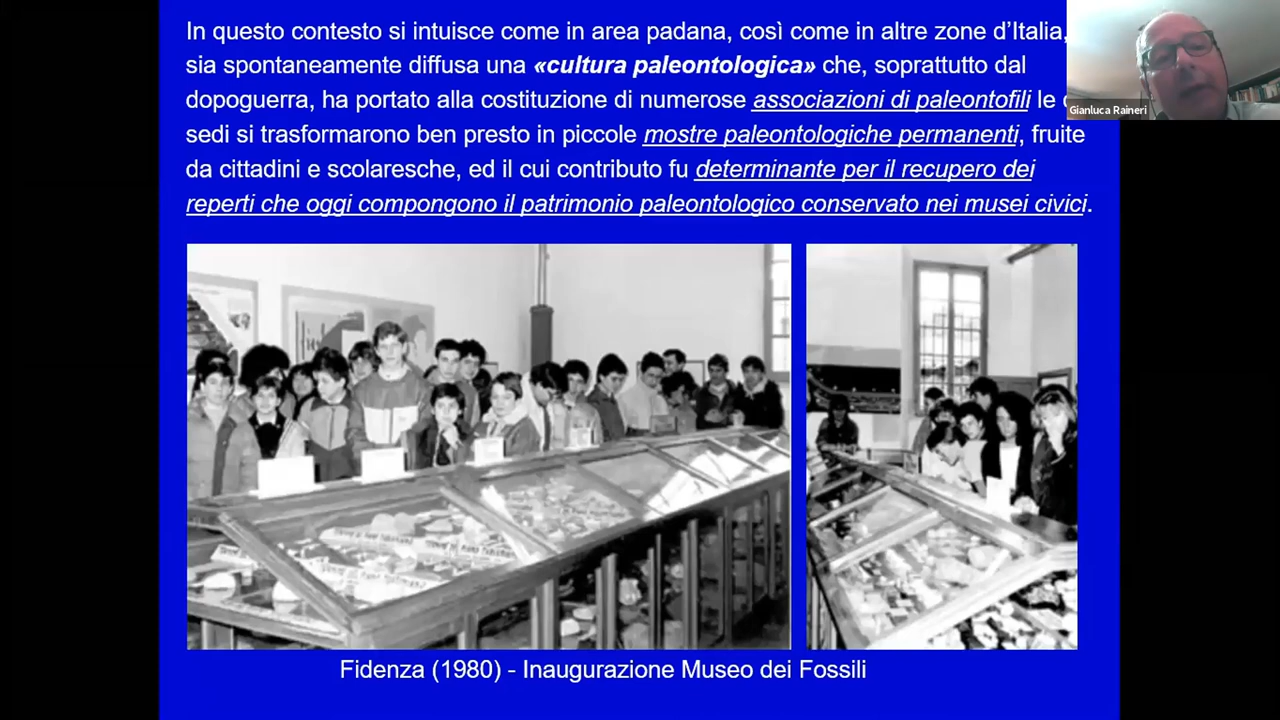 In questo contesto si intuisce come in area padana, così come in altre zone d'Italia,
sia spontaneamente diffusa una «cultura paleontologica» che, soprattutto dal
dopoguerra, ha portato alla costituzione di numerose associazioni di paleontofili le
Gianluca Raineri
sedi si trasformarono ben presto in piccole mostre paleontologiche permanenti, fruite
da cittadini e scolaresche, ed il cui contributo fu determinante per il recupero dei
reperti che oggi compongono il patrimonio paleontologico conservato nei musei civici.
Fidenza (1980) - Inaugurazione Museo dei Fossili